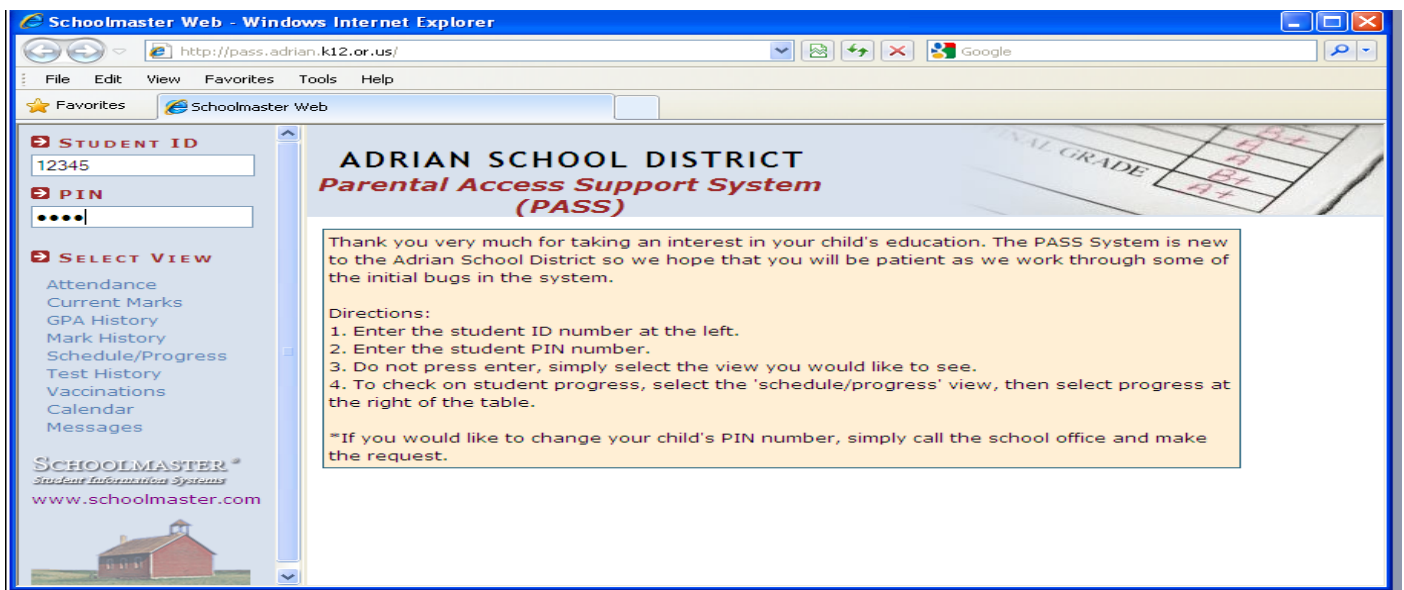 Schoolmaster Web - Windows Internet Explorer
http://pass.adrian.k12.or.us/
Google
File Edit View Favorites Tools Help
Favorites
Schoolmaster Web
STUDENT ID
12345
PIN
••••
SELECT VIEW
Attendance
Current Marks
GPA History
Mark History
Schedule/Progress
Test History
Vaccinations
Calendar
Messages
SCHOOLMASTER®
Student Information Systems
www.schoolmaster.com
ADRIAN SCHOOL DISTRICT
Parental Access Support System
(PASS)
FINAL GRADE
B+
A
A
B+
A+
Thank you very much for taking an interest in your child's education. The PASS System is new
to the Adrian School District so we hope that you will be patient as we work through some of
the initial bugs in the system.
Directions:
1. Enter the student ID number at the left.
2. Enter the student PIN number.
3. Do not press enter, simply select the view you would like to see.
4. To check on student progress, select the 'schedule/progress' view, then select progress at
the right of the table.
*If you would like to change your child's PIN number, simply call the school office and make
the request.